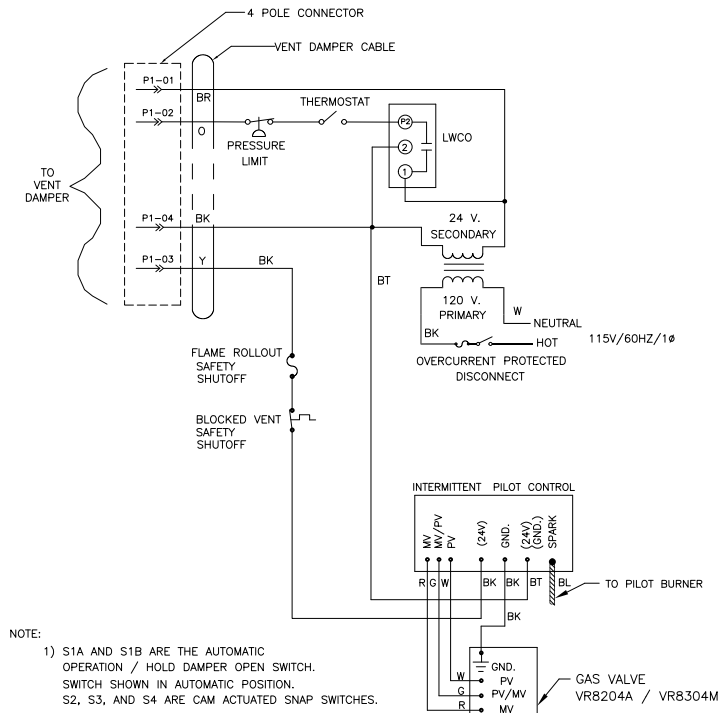 4 POLE CONNECTOR
VENT DAMPER CABLE
P1-01
BR
THERMOSTAT
P1-02
O
P2
LWCO
PRESSURE
LIMIT
2
1
TO
VENT
DAMPER
P1-04
BK
24 V.
SECONDARY
P1-03
Y
BK
BT
120 V.
PRIMARY
W
NEUTRAL
BK
HOT
115V/60HZ/1ø
OVERCURRENT PROTECTED
DISCONNECT
FLAME ROLLOUT
SAFETY
SHUTOFF
BLOCKED VENT
SAFETY
SHUTOFF
INTERMITTENT PILOT CONTROL
MV
MV/PV
PV
(24V)
GND.
(24V)
(GND.)
SPARK
R
G
W
BK
BK
BT
BL
TO PILOT BURNER
BK
NOTE:
1) S1A AND S1B ARE THE AUTOMATIC
OPERATION / HOLD DAMPER OPEN SWITCH.
SWITCH SHOWN IN AUTOMATIC POSITION.
S2, S3, AND S4 ARE CAM ACTUATED SNAP SWITCHES.
GND.
W
PV
G
PV/MV
R
MV
GAS VALVE
VR8204A / VR8304M